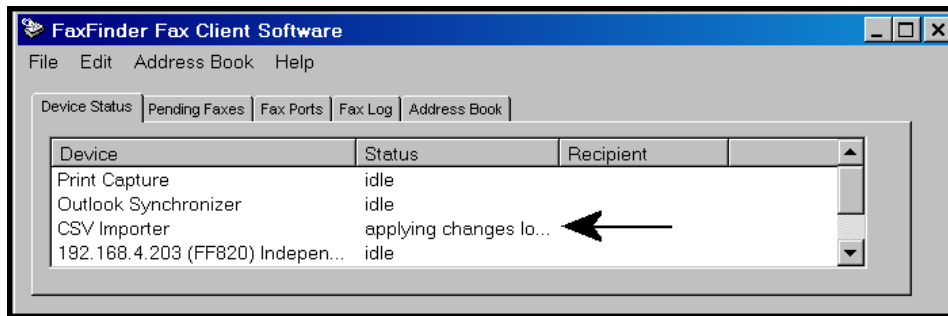 FaxFinder Fax Client Software
File Edit Address Book Help
Device Status Pending Faxes Fax Ports Fax Log Address Book
Device Status Recipient
Print Capture idle
Outlook Synchronizer idle
CSV Importer applying changes lo...
192.168.4.203 (FF820) Indepen... idle